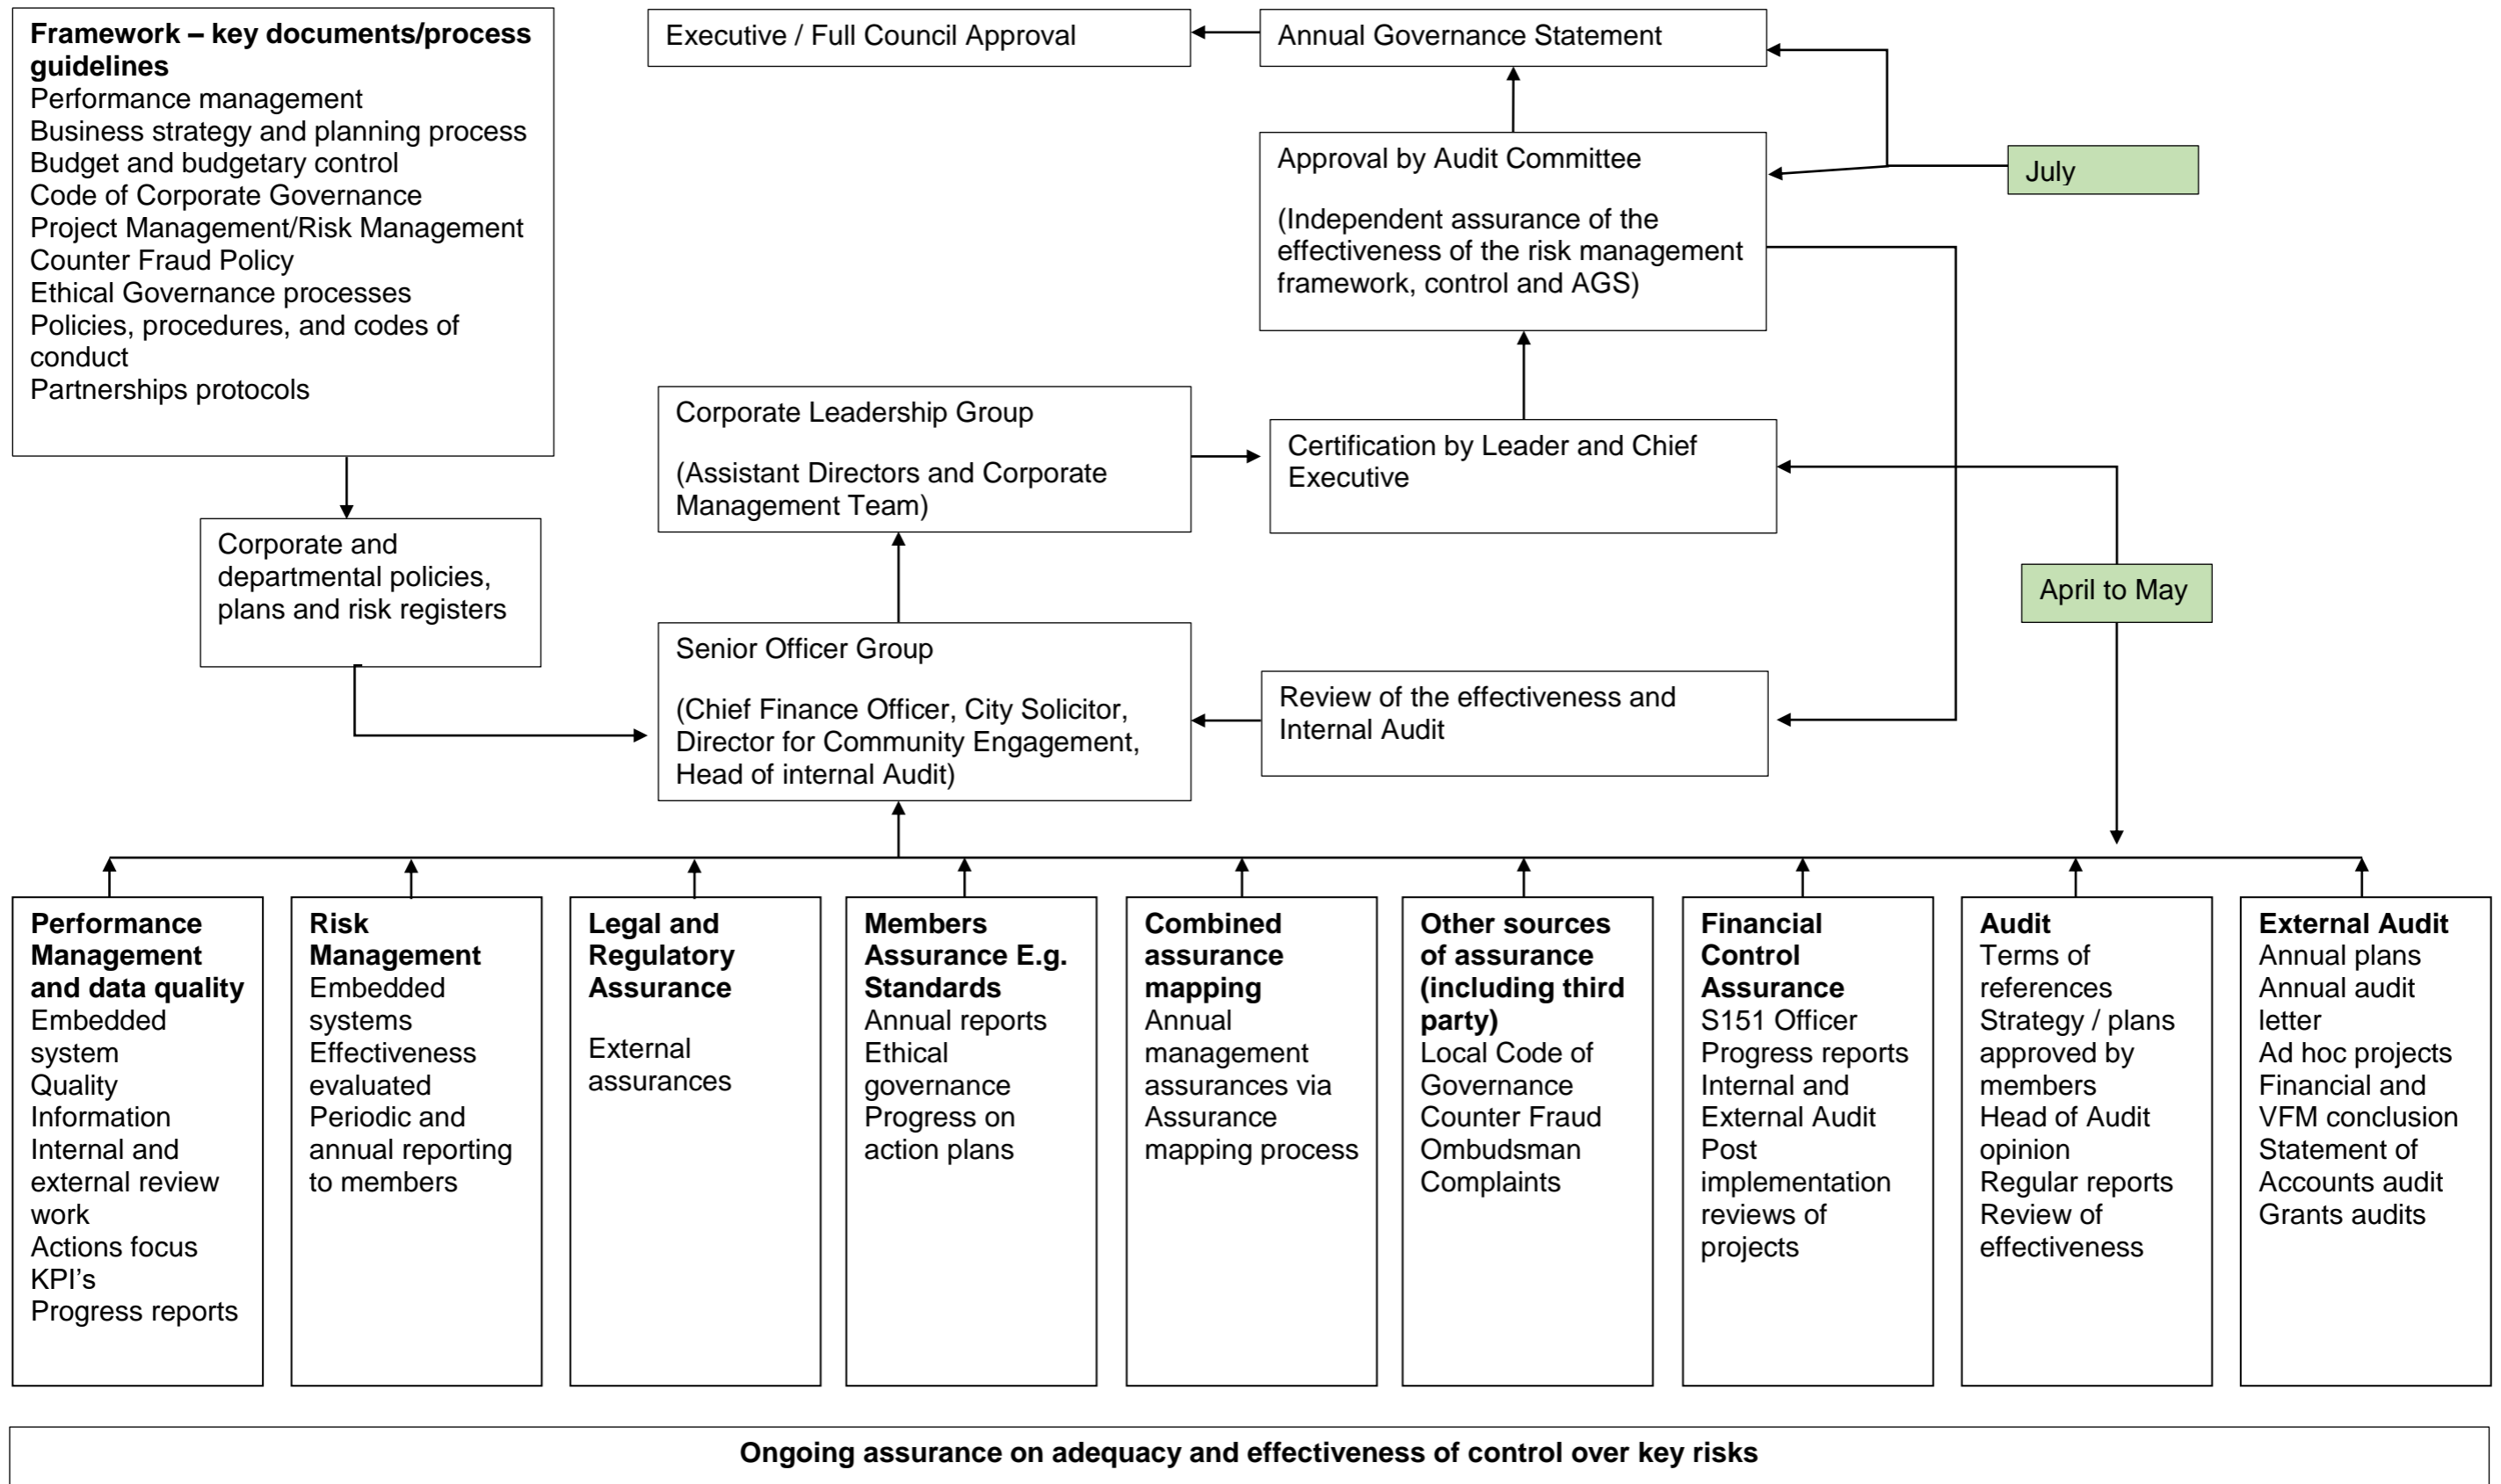 Framework – key documents/process
guidelines
Performance management
Business strategy and planning process
Budget and budgetary control
Code of Corporate Governance
Project Management/Risk Management
Counter Fraud Policy
Ethical Governance processes
Policies, procedures, and codes of
conduct
Partnerships protocols
Executive / Full Council Approval
Annual Governance Statement
Approval by Audit Committee
(Independent assurance of the
effectiveness of the risk management
framework, control and AGS)
July
Corporate Leadership Group
(Assistant Directors and Corporate
Management Team)
Certification by Leader and Chief
Executive
Corporate and
departmental policies,
plans and risk registers
April to May
Senior Officer Group
(Chief Finance Officer, City Solicitor,
Director for Community Engagement,
Head of internal Audit)
Review of the effectiveness and
Internal Audit
Performance
Management
and data quality
Embedded
system
Quality
Information
Internal and
external review
work
Actions focus
KPI’s
Progress reports
Risk
Management
Embedded
systems
Effectiveness
evaluated
Periodic and
annual reporting
to members
Legal and
Regulatory
Assurance
External
assurances
Members
Assurance E.g.
Standards
Annual reports
Ethical
governance
Progress on
action plans
Combined
assurance
mapping
Annual
management
assurances via
Assurance
mapping process
Other sources
of assurance
(including third
party)
Local Code of
Governance
Counter Fraud
Ombudsman
Complaints
Financial
Control
Assurance
S151 Officer
Progress reports
Internal and
External Audit
Post
implementation
reviews of
projects
Audit
Terms of
references
Strategy / plans
approved by
members
Head of Audit
opinion
Regular reports
Review of
effectiveness
External Audit
Annual plans
Annual audit
letter
Ad hoc projects
Financial and
VFM conclusion
Statement of
Accounts audit
Grants audits
Ongoing assurance on adequacy and effectiveness of control over key risks